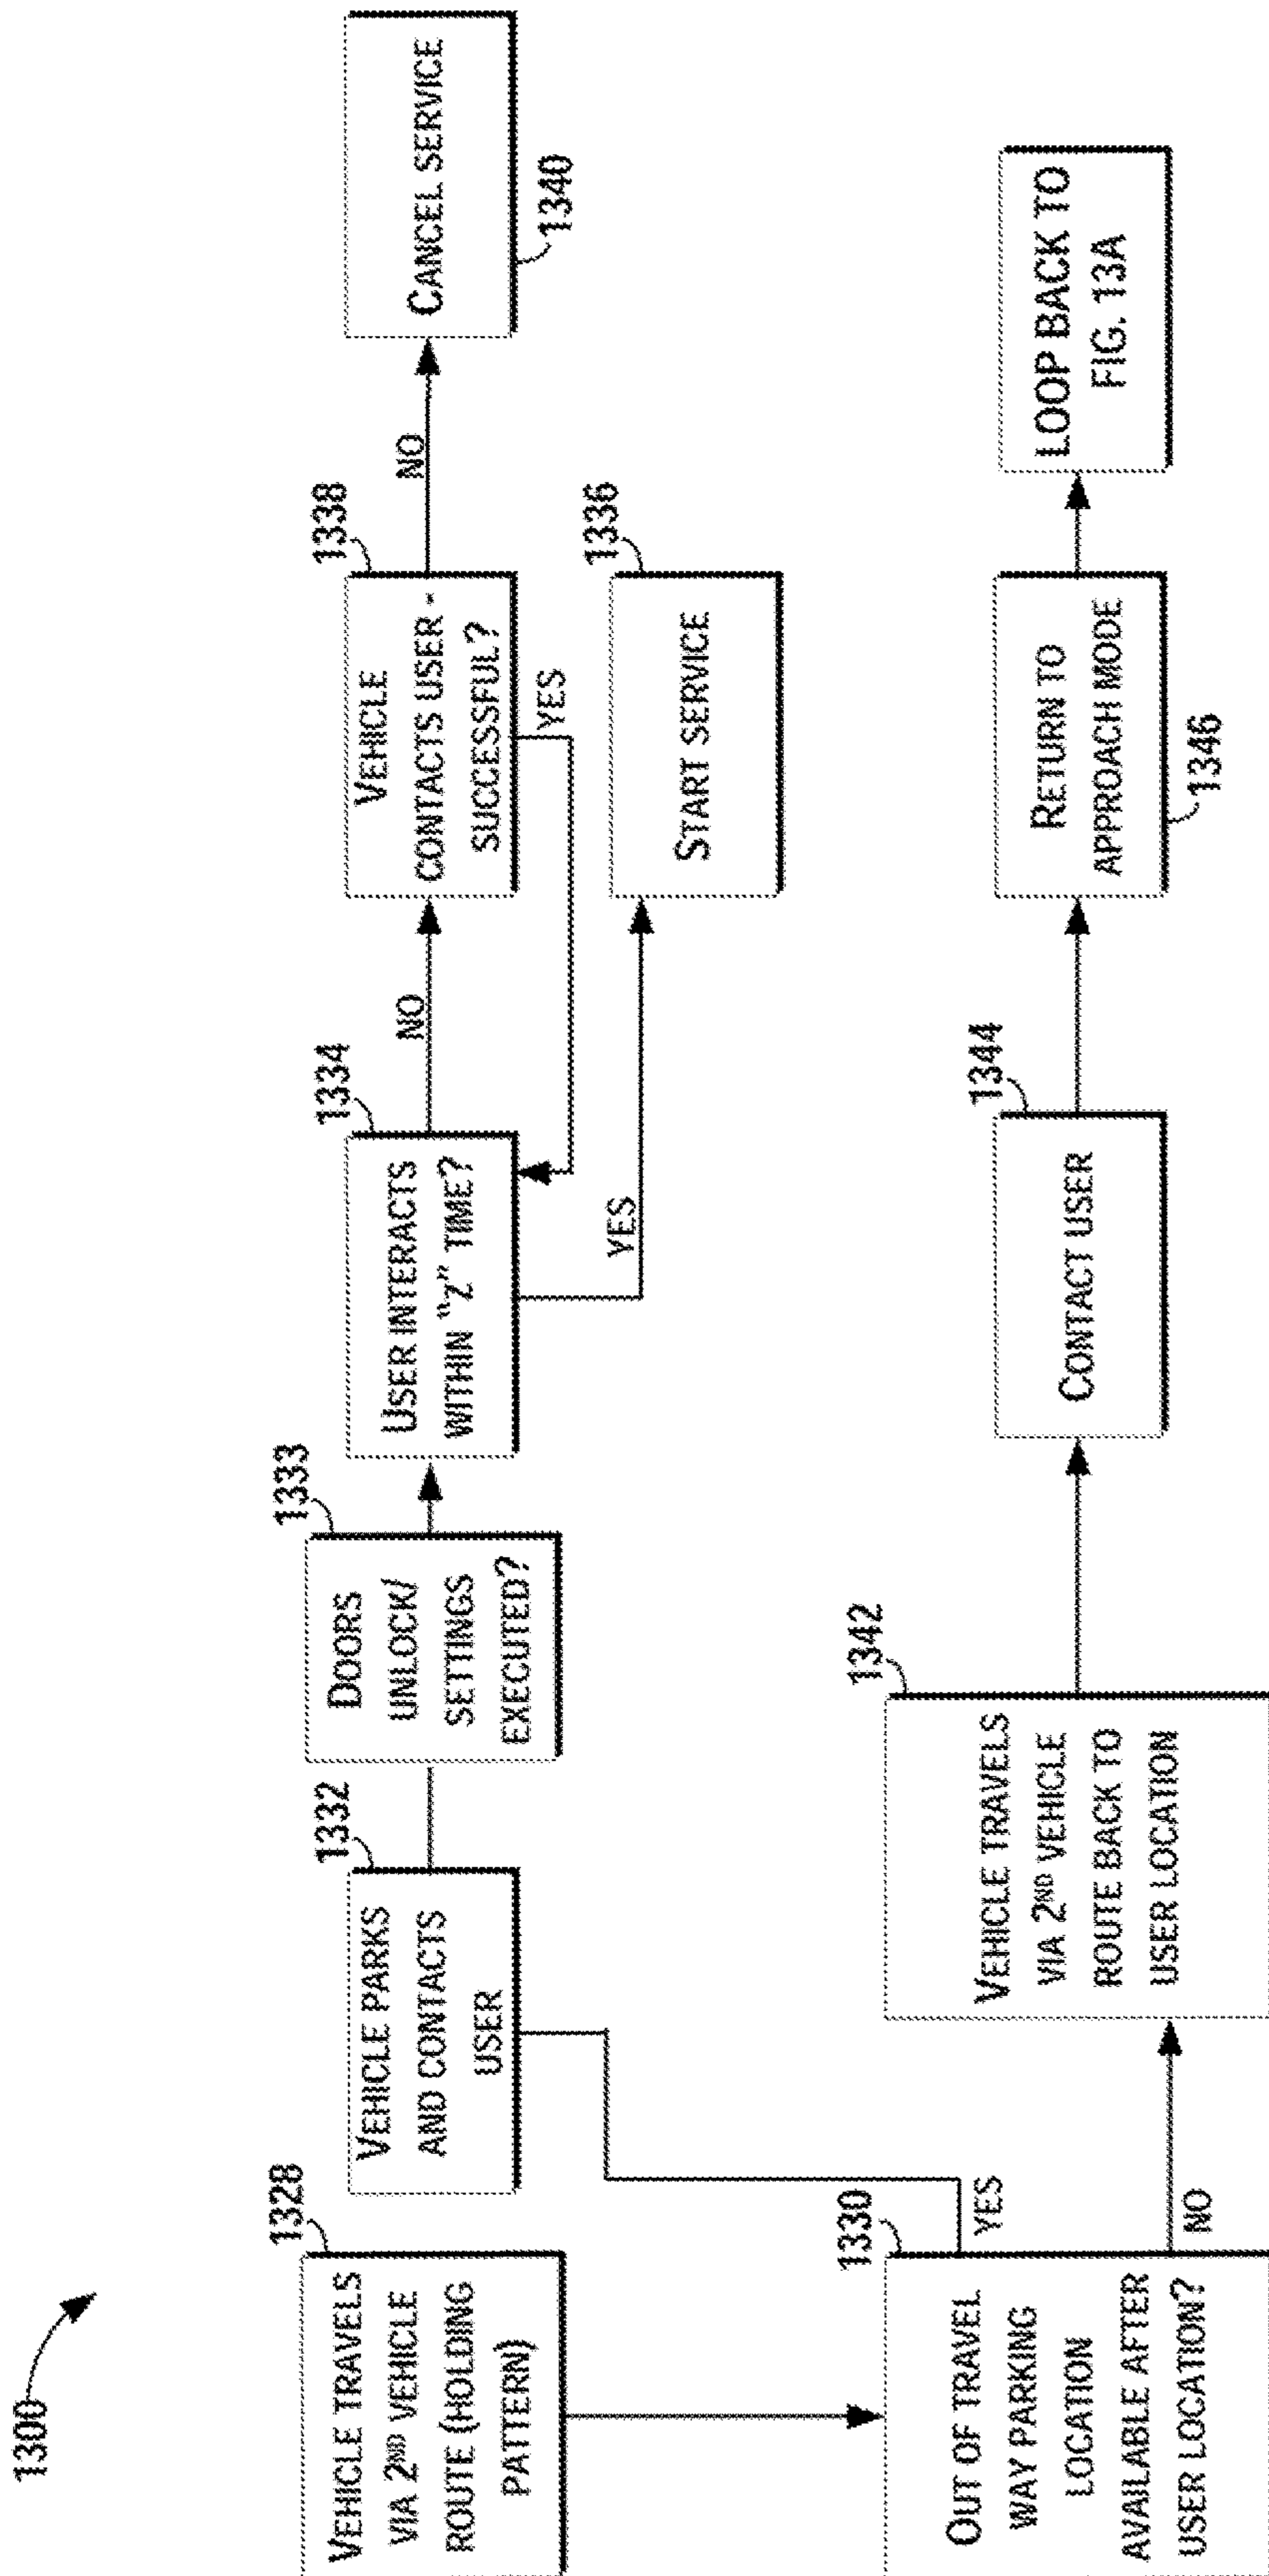 1300
1328
VEHICLE TRAVELS
VIA 2ND VEHICLE
ROUTE (HOLDING
PATTERN)
1332
VEHICLE PARKS
AND CONTACTS
USER
1333
DOORS
UNLOCK/
SETTINGS
EXECUTED?
1334
USER INTERACTS
WITHIN "Z" TIME?
NO
YES
1338
VEHICLE
CONTACTS USER -
SUCCESSFUL?
NO
YES
CANCEL SERVICE
1340
1336
START SERVICE
1330
OUT OF TRAVEL
WAY PARKING
LOCATION
AVAILABLE AFTER
USER LOCATION?
YES
NO
1342
VEHICLE TRAVELS
VIA 2ND VEHICLE
ROUTE BACK TO
USER LOCATION
1344
CONTACT USER
RETURN TO
APPROACH MODE
1346
LOOP BACK TO
FIG. 13A